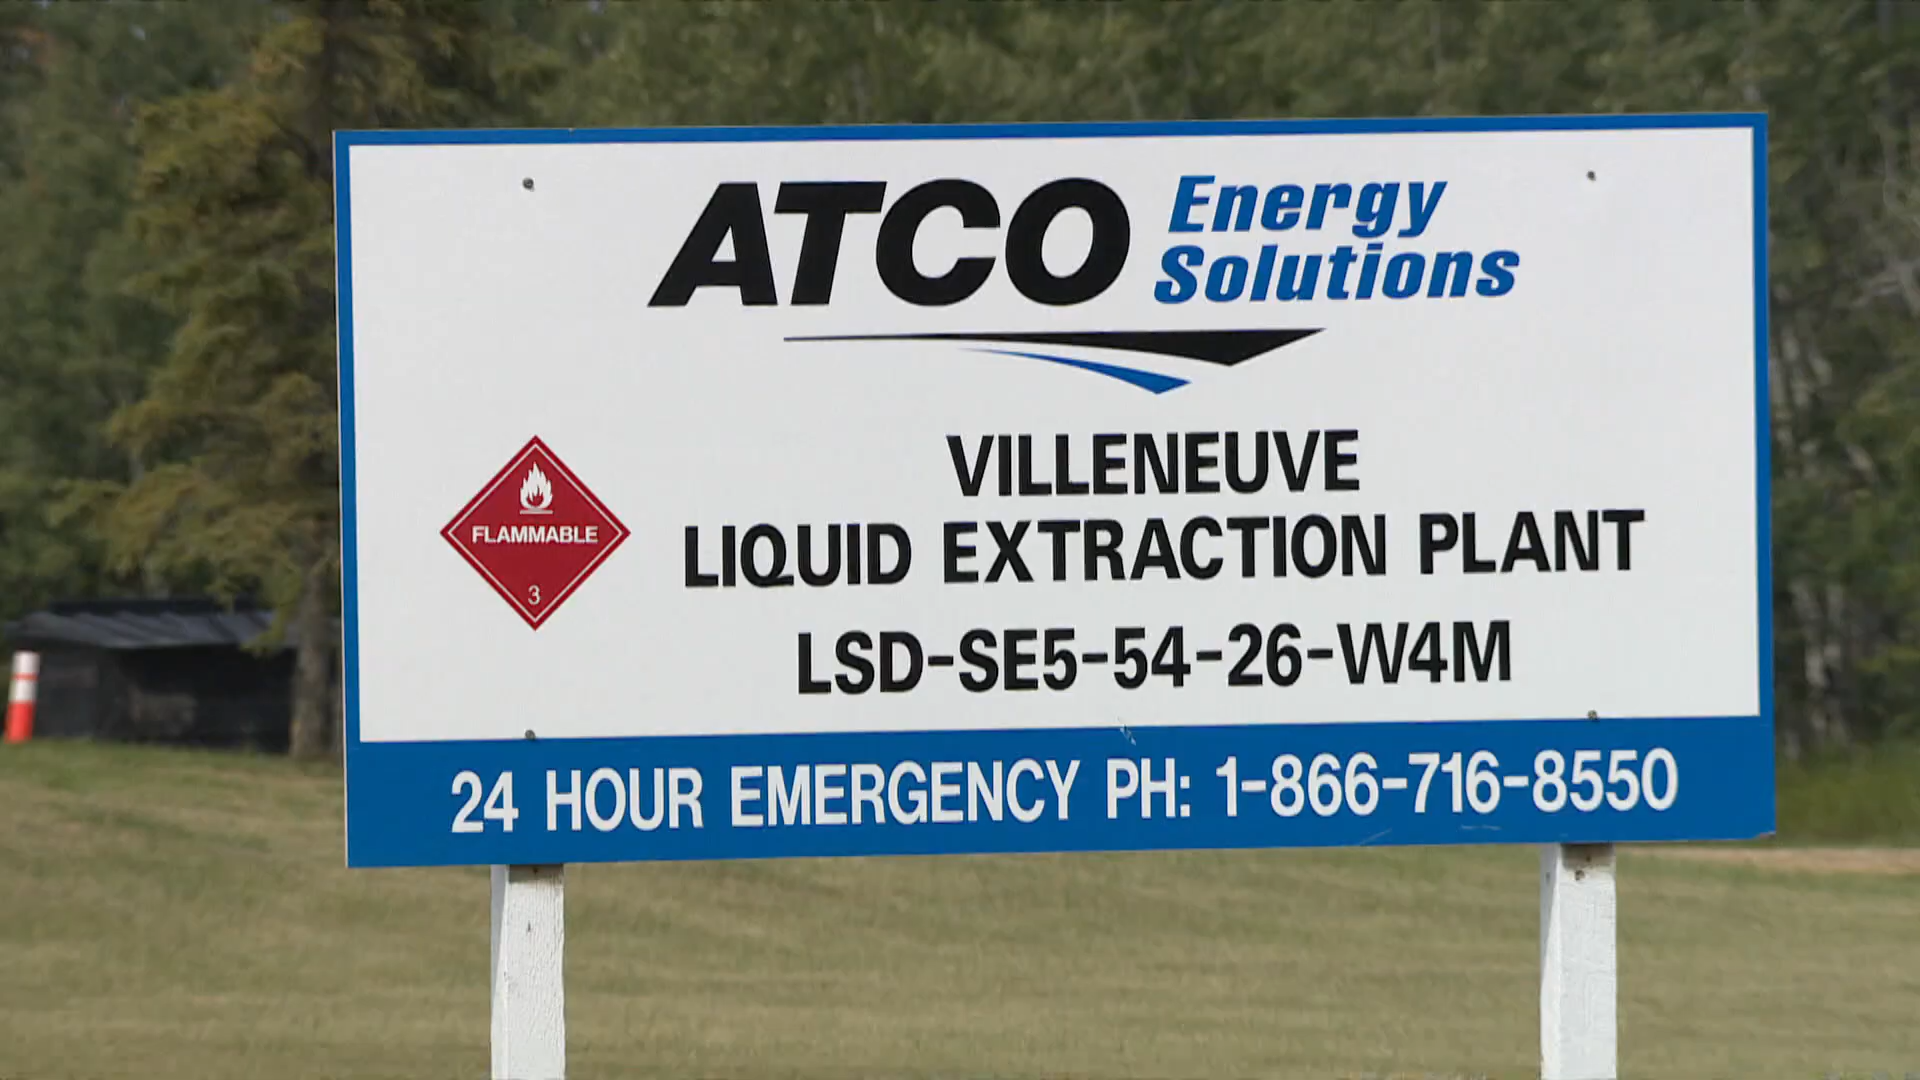 ATCO Energy
Solutions
VILLENEUVE
FLAMMABLE
3
LIQUID EXTRACTION PLANT
LSD-SE5-54-26-W4M
24 HOUR EMERGENCY PH: 1-866-716-8550